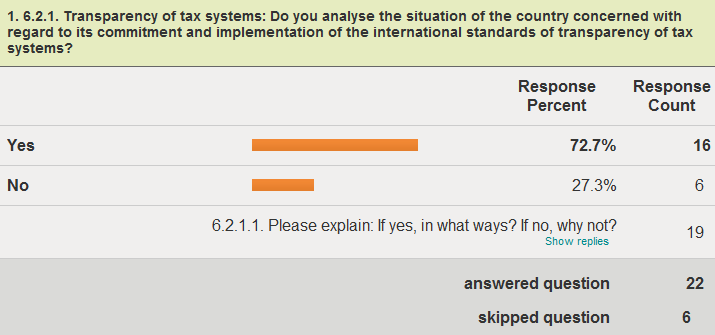 1. 6.2.1. Transparency of tax systems: Do you analyse the situation of the country concerned with
regard to its commitment and implementation of the international standards of transparency of tax
systems?
Response Percent Response Count
Yes 72.7% 16
No 27.3% 6
6.2.1.1. Please explain: If yes, in what ways? If no, why not? 19
Show replies
answered question 22
skipped question 6